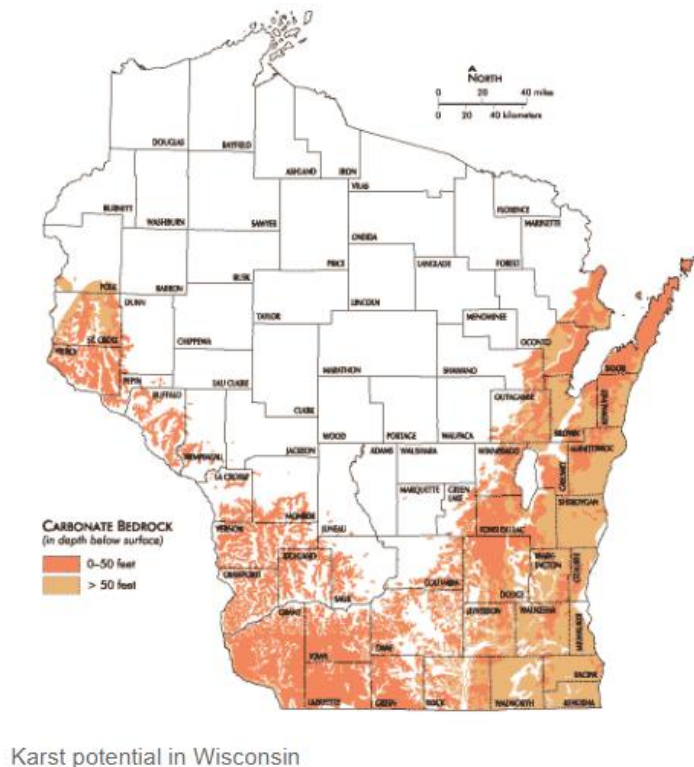 NORTH
0 20 40 miles
0 20 40 kilometers
DOUGLAS
BAYFIELD
ASHLAND
IRON
VILAS
FLORENCE
BURNETT
WASHBURN
SAWYER
MARINETTE
ONEIDA
PRICE
FOREST
POLK
BARRON
RUSK
LANGLADE
LINCOLN
DUNN
TAYLOR
MENOMINEE
ST. CROIX
CHIPPEWA
OCONTO
PIERCE
MARATHON
SHAWANO
DOOR
PEPIN
EAU CLAIRE
BUFFALO
CLARK
OUTAGAMIE
WOOD
PORTAGE
WAUPACA
BROWN
TREMPEALEAU
JACKSON
ADAMS
WAUSHARA
WINNEBAGO
MANITOWOC
LA CROSSE
MARQUETTE
GREEN
LAKE
CALUMET
SHEBOYGAN
MONROE
JUNEAU
VERNON
FOND DU LAC
CARBONATE BEDROCK
(in depth below surface)
0–50 feet
> 50 feet
RICHLAND
CRAWFORD
SAUK
COLUMBIA
DODGE
WASH-
INGTON
GRANT
DANE
JEFFERSON
WAUKESHA
IOWA
RACINE
LAFAYETTE
GREEN
ROCK
WALWORTH
KENOSHA
Karst potential in Wisconsin